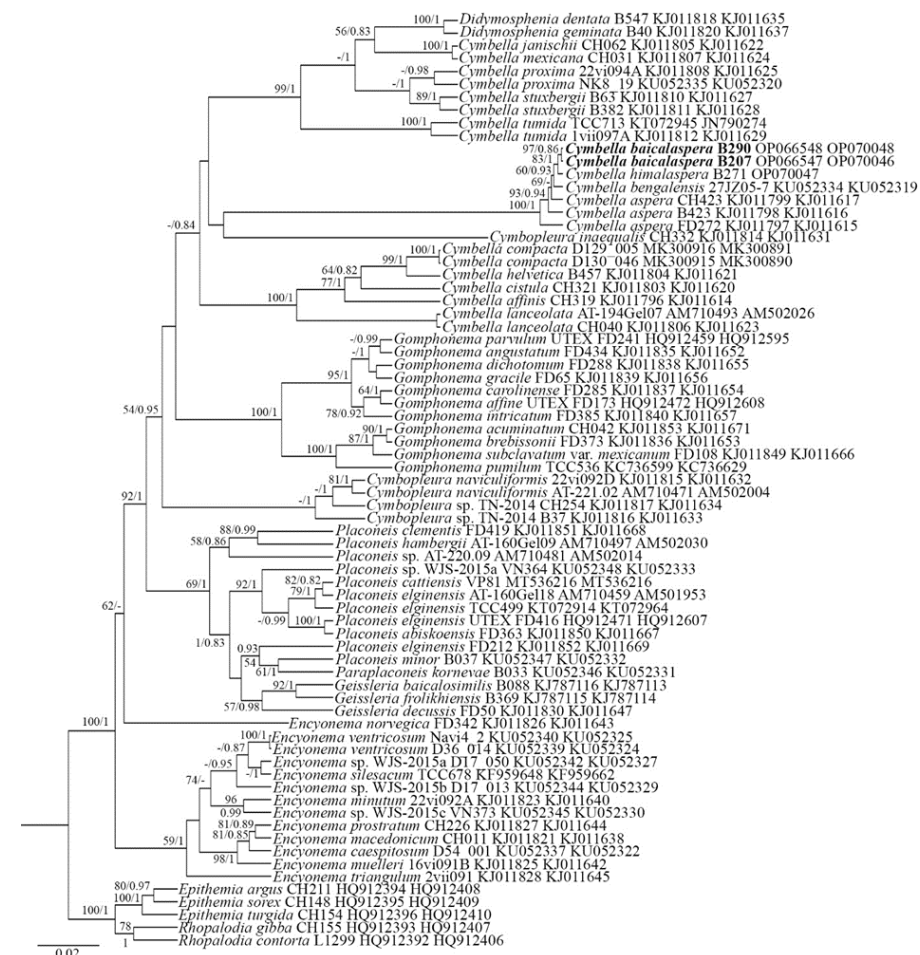 100/1 Didymosphenia dentata B547 KJ011818 KJ011635
56/0.83 Didymosphenia geminata B40 KJ011820 KJ011637
100/1 Cymbella janischii CH062 KJ011805 KJ011622
-/1 Cymbella mexicana CH031 KJ011807 KJ011624
-/0.98 Cymbella proxima 22vi094A KJ011808 KJ011625
-/1 Cymbella proxima NK8_19 KU052335 KU052320
99/1 89/1 Cymbella stuxbergii B63 KJ011810 KJ011627
Cymbella stuxbergii B382 KJ011811 KJ011628
100/1 Cymbella tumida TCC713 KT072945 JN790274
Cymbella tumida 1vii097A KJ011812 KJ011629
97/0.86 Cymbella baicalaspera B290 OP066548 OP070048
83/1 Cymbella baicalaspera B207 OP066547 OP070046
60/0.93 Cymbella himalaspera B271 OP070047
69/- Cymbella bengalensis 27JZ05-7 KU052334 KU052319
93/0.94 Cymbella aspera CH423 KJ011799 KJ011617
100/1 Cymbella aspera B423 KJ011798 KJ011616
-/0.84 Cymbella aspera FD272 KJ011797 KJ011615
Cymbopleura inaequalis CH332 KJ011814 KJ011631
100/1 Cymbella compacta D129_005 MK300916 MK300891
99/1 Cymbella compacta D130_046 MK300915 MK300890
64/0.82 Cymbella helvetica B457 KJ011804 KJ011621
77/1 Cymbella cistula CH321 KJ011803 KJ011620
100/1 Cymbella affinis CH319 KJ011796 KJ011614
Cymbella lanceolata AT-194Gel07 AM710493 AM502026
Cymbella lanceolata CH040 KJ011806 KJ011623
-/0.99 Gomphonema parvulum UTEX FD241 HQ912459 HQ912595
-/1 Gomphonema angustatum FD434 KJ011835 KJ011652
Gomphonema dichotomum FD288 KJ011838 KJ011655
95/1 Gomphonema gracile FD65 KJ011839 KJ011656
64/1 Gomphonema carolinense FD285 KJ011837 KJ011654
54/0.95 Gomphonema affine UTEX FD173 HQ912472 HQ912608
100/1 78/0.92 Gomphonema intricatum FD385 KJ011840 KJ011657
90/1 Gomphonema acuminatum CH042 KJ011853 KJ011671
87/1 Gomphonema brebissonii FD373 KJ011836 KJ011653
100/1 Gomphonema subclavatum var. mexicanum FD108 KJ011849 KJ011666
Gomphonema pumilum TCC536 KC736599 KC736629
81/1 Cymbopleura naviculiformis 22vi092D KJ011815 KJ011632
-/1 Cymbopleura naviculiformis AT-221.02 AM710471 AM502004
92/1 -/1 Cymbopleura sp. TN-2014 CH254 KJ011817 KJ011634
Cymbopleura sp. TN-2014 B37 KJ011816 KJ011633
88/0.99 Placoneis clementis FD419 KJ011851 KJ011668
58/0.86 Placoneis hambergii AT-160Gel09 AM710497 AM502030
Placoneis sp. AT-220.09 AM710481 AM502014
Placoneis sp. WJS-2015a VN364 KU052348 KU052333
69/1 92/1 82/0.82 Placoneis cattiensis VP81 MT536216 MT536216
79/1 Placoneis elginensis AT-160Gel18 AM710459 AM501953
62/- Placoneis elginensis TCC499 KT072914 KT072964
-/0.99 100/1 Placoneis elginensis UTEX FD416 HQ912471 HQ912607
Placoneis abiskoensis FD363 KJ011850 KJ011667
1/0.83 0.93 Placoneis elginensis FD212 KJ011852 KJ011669
54 Placoneis minor B037 KU052347 KU052332
61/1 Paraplaconeis kornevae B033 KU052346 KU052331
92/1 Geissleria baicalosimilis B088 KJ787116 KJ787113
Geissleria frolikhiensis B369 KJ787115 KJ787114
57/0.98 Geissleria decussis FD50 KJ011830 KJ011647
100/1 Encyonema norvegica FD342 KJ011826 KJ011643
100/1 Encyonema ventricosum Navi4_2 KU052340 KU052325
-/0.87 Encyonema ventricosum D36_014 KU052339 KU052324
-/0.95 Encyonema sp. WJS-2015a D17_050 KU052342 KU052327
-/1 Encyonema silesacum TCC678 KF959648 KF959662
74/- Encyonema sp. WJS-2015b D17_013 KU052344 KU052329
96 Encyonema minutum 22vi092A KJ011823 KJ011640
0.99 Encyonema sp. WJS-2015c VN373 KU052345 KU052330
81/0.89 Encyonema prostratum CH226 KJ011827 KJ011644
81/0.85 Encyonema macedonicum CH011 KJ011821 KJ011638
59/1 Encyonema caespitosum D54_001 KU052337 KU052322
98/1 Encyonema muelleri 16vi091B KJ011825 KJ011642
Encyonema triangulum 2vii091 KJ011828 KJ011645
80/0.97 Epithemia argus CH211 HQ912394 HQ912408
100/1 Epithemia sorex CH148 HQ912395 HQ912409
100/1 Epithemia turgida CH154 HQ912396 HQ912410
78 Rhopalodia gibba CH155 HQ912393 HQ912407
1 Rhopalodia contorta L1299 HQ912392 HQ912406
0.02